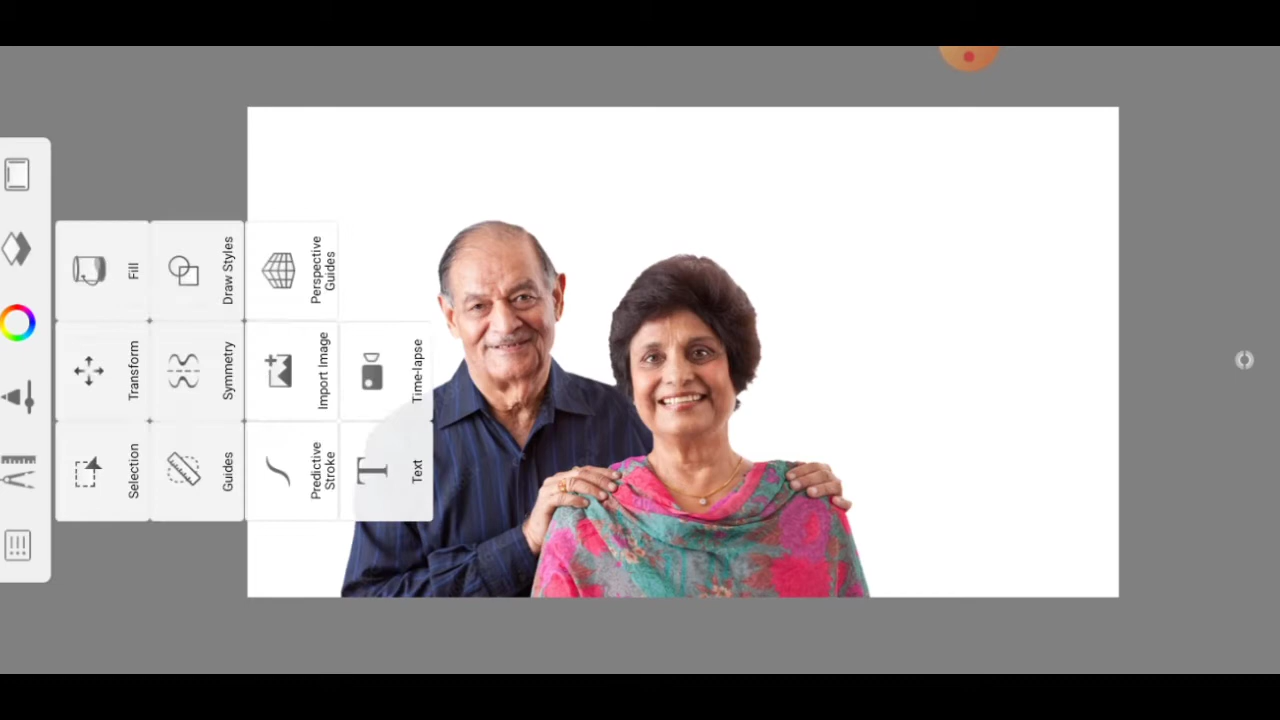 Fill
Transform
Selection
Draw Styles
Symmetry
Guides
Perspective
Guides
Import Image
Predictive
Stroke
Time-lapse
Text